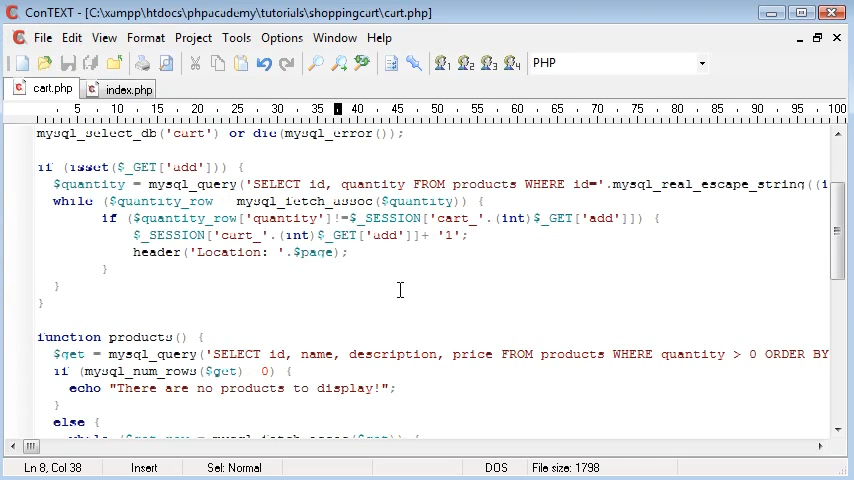 ConTEXT - [C:\xampp\htdocs\phpacademy\tutorials\shoppingcart\cart.php]
File Edit View Format Project Tools Options Window Help
PHP
cart.php index.php
5 10 15 20 25 30 35 40 45 50 55 60 65 70 75 80 85 90 95 100
mysql_select_db('cart') or die(mysql_error());
if (isset($_GET['add'])) {
$quantity = mysql_query('SELECT id, quantity FROM products WHERE id='.mysql_real_escape_string((i
while ($quantity_row = mysql_fetch_assoc($quantity)) {
if ($quantity_row['quantity']!=$_SESSION['cart_'.(int)$_GET['add']]) {
$_SESSION['cart_'.(int)$_GET['add']]+ '1';
header('Location: '.$page);
}
}
}
function products() {
$get = mysql_query('SELECT id, name, description, price FROM products WHERE quantity > 0 ORDER BY
if (mysql_num_rows($get) 0) {
echo "There are no products to display!";
}
else {
while ($get_row = mysql_fetch_assoc($get)) {
Ln 8, Col 38 Insert Sel: Normal DOS File size: 1798